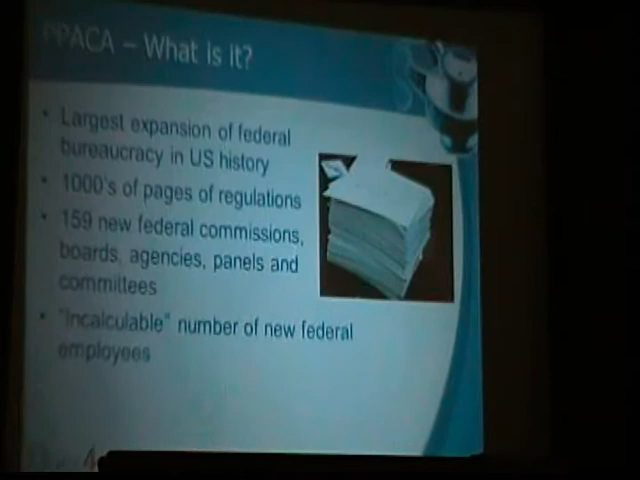 PPACA – What is it?
• Largest expansion of federal
bureaucracy in US history
• 1000's of pages of regulations
• 159 new federal commissions,
boards, agencies, panels and
committees
• "Incalculable" number of new federal
employees
4